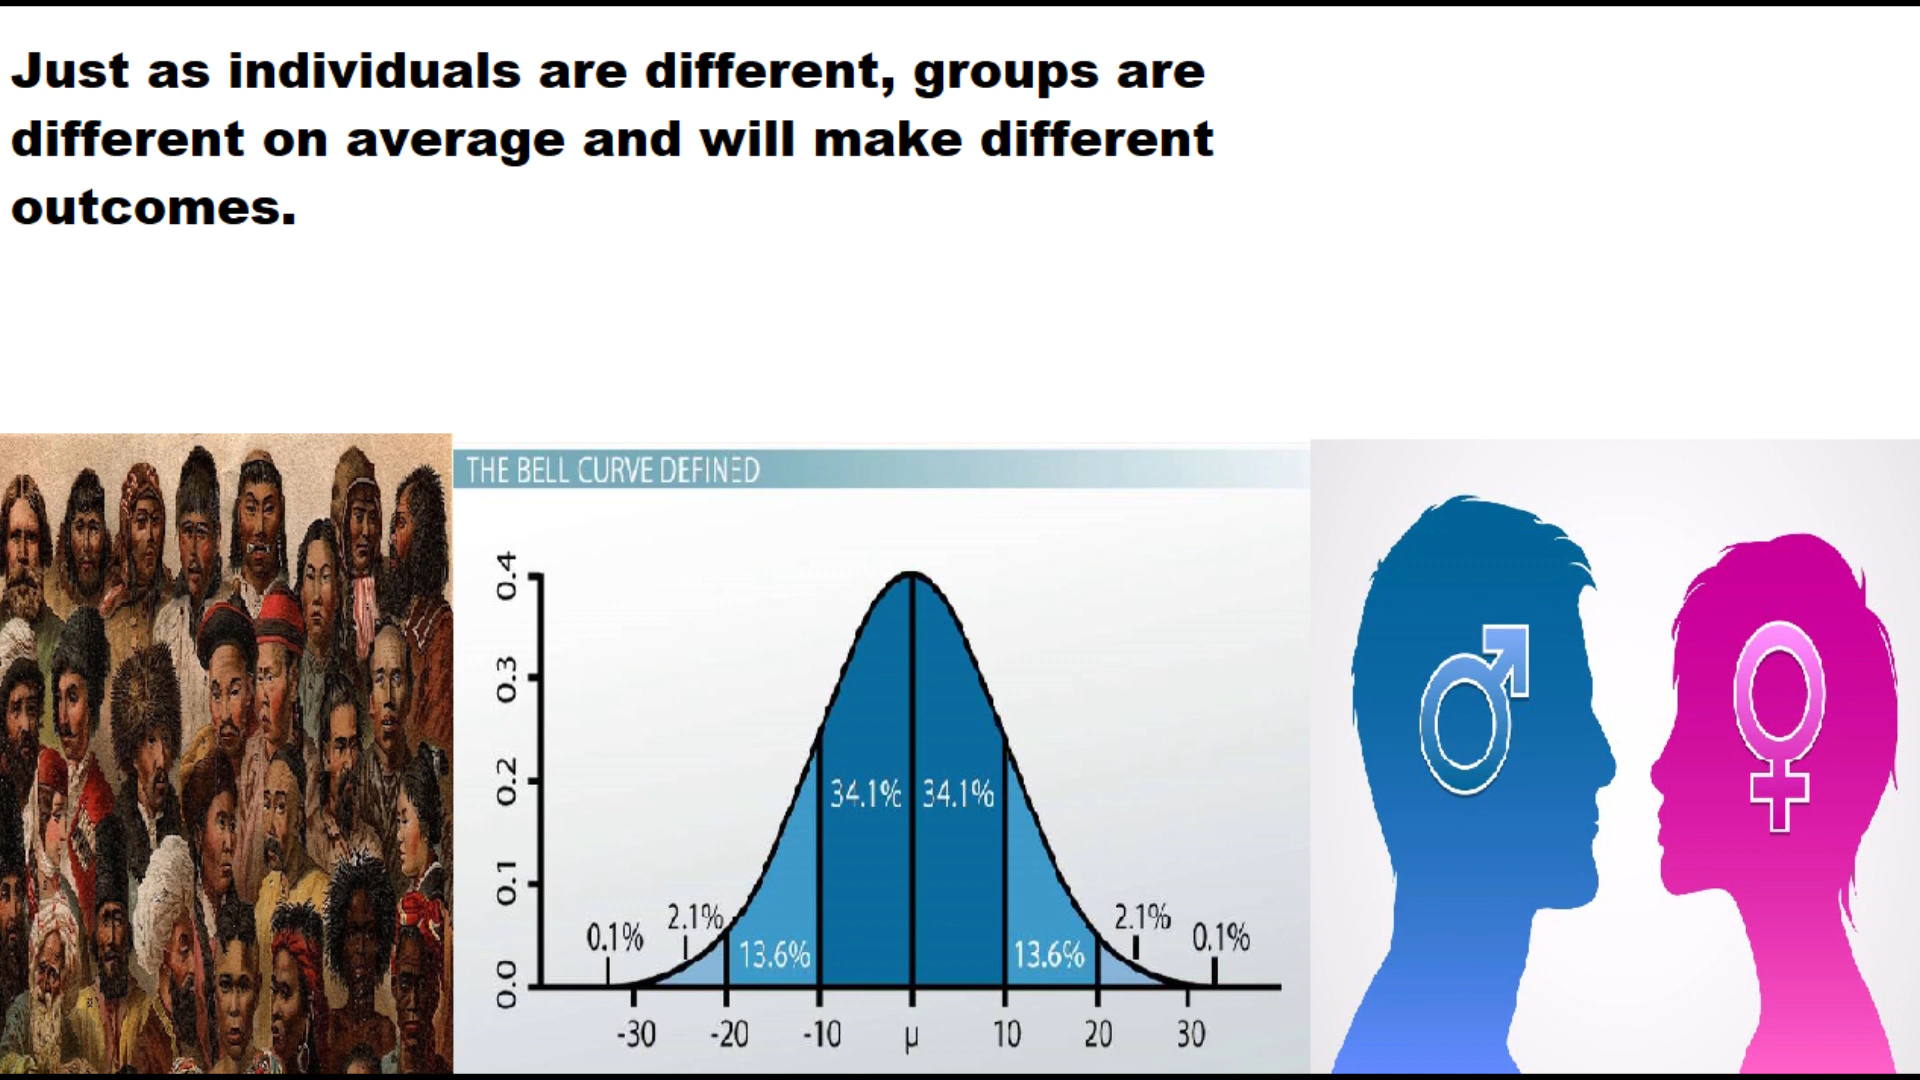 Just as individuals are different, groups are
different on average and will make different
outcomes.
THE BELL CURVE DEFINED
0.4
0.3
0.2
0.1
0.0
34.1% 34.1%
0.1% 2.1% 13.6% 13.6% 2.1% 0.1%
-30 -20 -10 μ 10 20 30